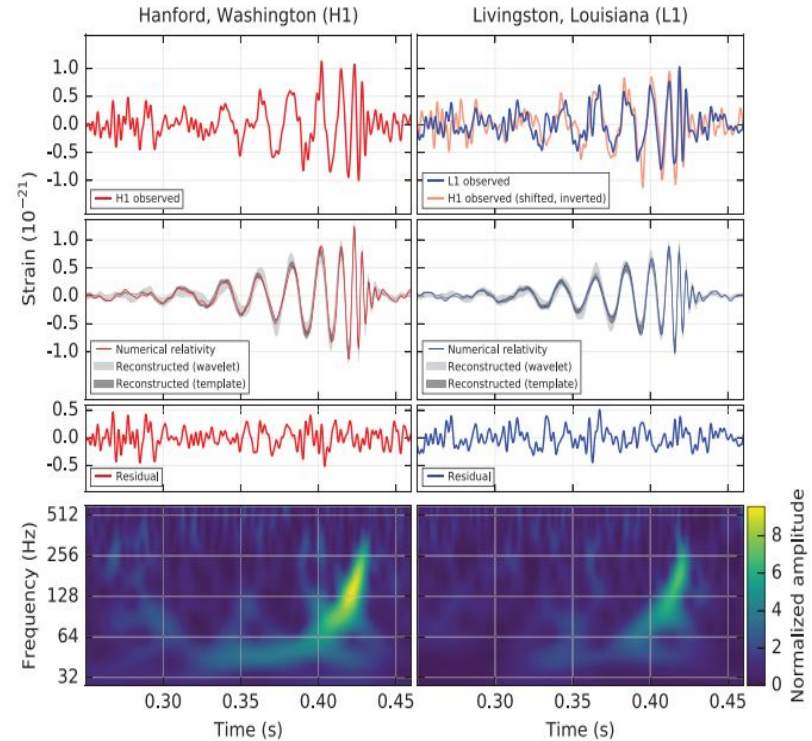 Hanford, Washington (H1)
Livingston, Louisiana (L1)
Strain (10⁻²¹)
1.0
0.5
0.0
-0.5
-1.0
H1 observed
L1 observed
H1 observed (shifted, inverted)
1.0
0.5
0.0
-0.5
-1.0
Numerical relativity
Reconstructed (wavelet)
Reconstructed (template)
Numerical relativity
Reconstructed (wavelet)
Reconstructed (template)
0.5
0.0
-0.5
Residual
Residual
Frequency (Hz)
512
256
128
64
32
Normalized amplitude
8
6
4
2
0
0.30 0.35 0.40 0.45
0.30 0.35 0.40 0.45
Time (s)
Time (s)